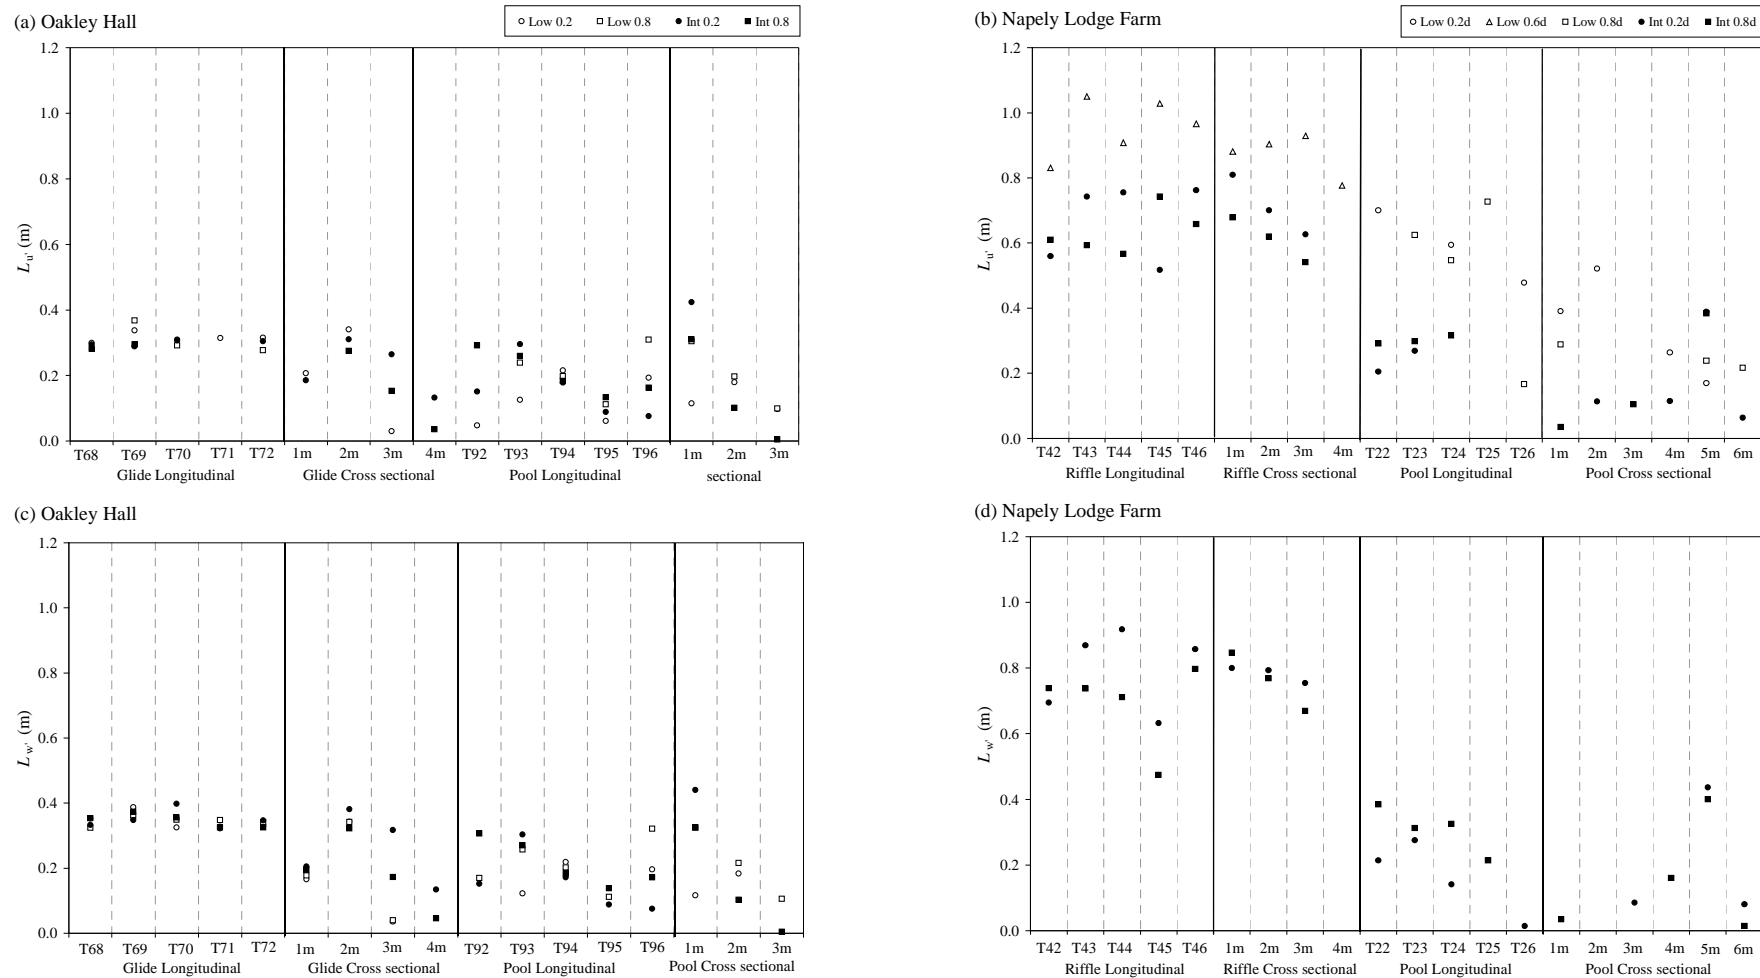 (a) Oakley Hall
Low 0.2 Low 0.8 Int 0.2 Int 0.8
1.2
1.0
0.8
0.6
0.4
0.2
0.0
Lu' (m)
T68 T69 T70 T71 T72 1m 2m 3m 4m T92 T93 T94 T95 T96 1m 2m 3m
Glide Longitudinal Glide Cross sectional Pool Longitudinal sectional
(b) Napely Lodge Farm
Low 0.2d Low 0.6d Low 0.8d Int 0.2d Int 0.8d
1.2
1.0
0.8
0.6
0.4
0.2
0.0
Lu' (m)
T42 T43 T44 T45 T46 1m 2m 3m 4m T22 T23 T24 T25 T26 1m 2m 3m 4m 5m 6m
Riffle Longitudinal Riffle Cross sectional Pool Longitudinal Pool Cross sectional
(c) Oakley Hall
1.2
1.0
0.8
0.6
0.4
0.2
0.0
Lw' (m)
T68 T69 T70 T71 T72 1m 2m 3m 4m T92 T93 T94 T95 T96 1m 2m 3m
Glide Longitudinal Glide Cross sectional Pool Longitudinal Pool Cross sectional
(d) Napely Lodge Farm
1.2
1.0
0.8
0.6
0.4
0.2
0.0
Lw' (m)
T42 T43 T44 T45 T46 1m 2m 3m 4m T22 T23 T24 T25 T26 1m 2m 3m 4m 5m 6m
Riffle Longitudinal Riffle Cross sectional Pool Longitudinal Pool Cross sectional